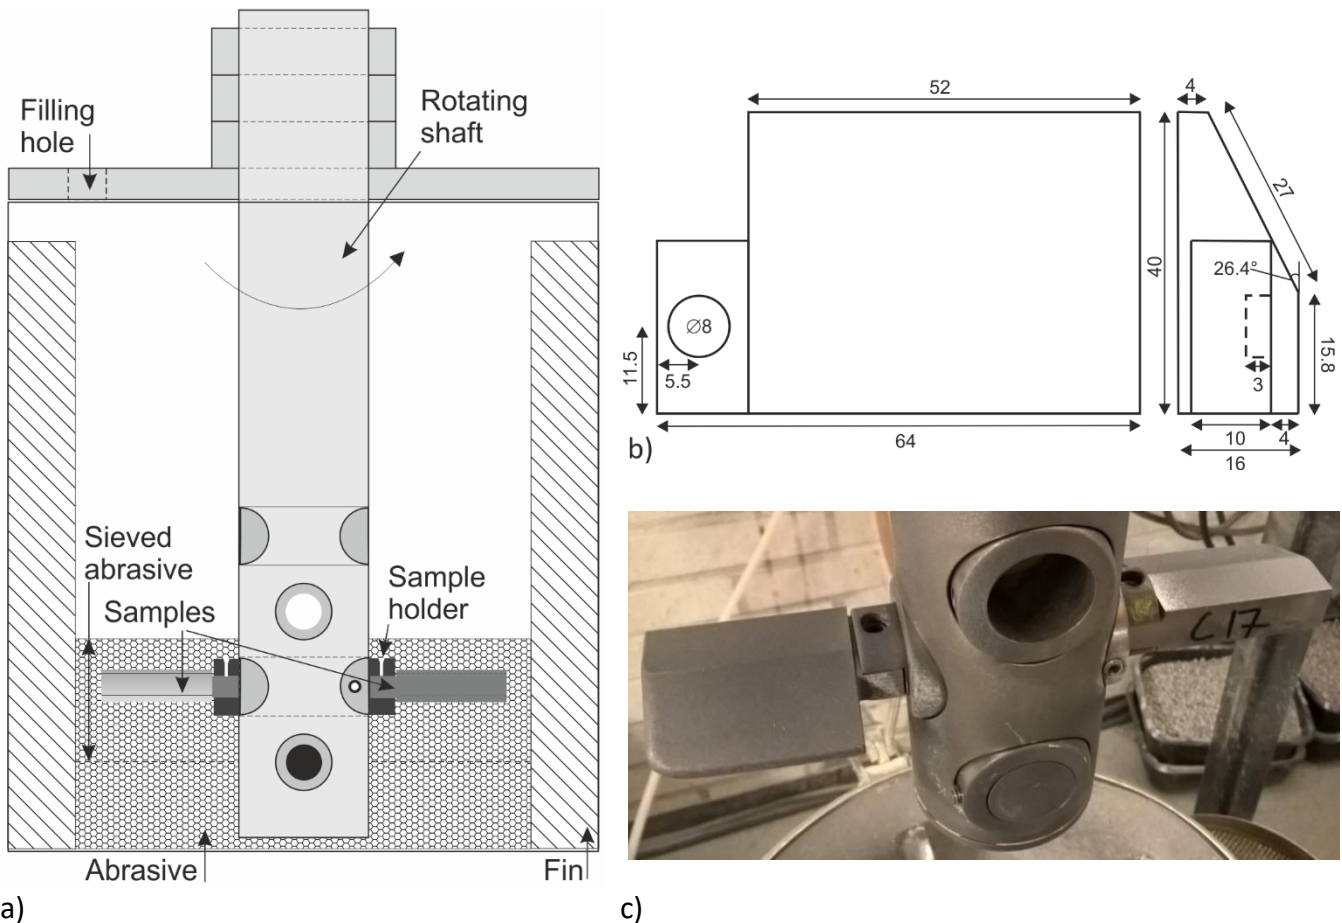 Filling
hole
Rotating
shaft
Sieved
abrasive
Samples
Sample
holder
Abrasive
Fin
a)
52
4
27
40
26.4°
Ø8
11.5
5.5
3
15.8
64
10
4
16
b)
C17
c)